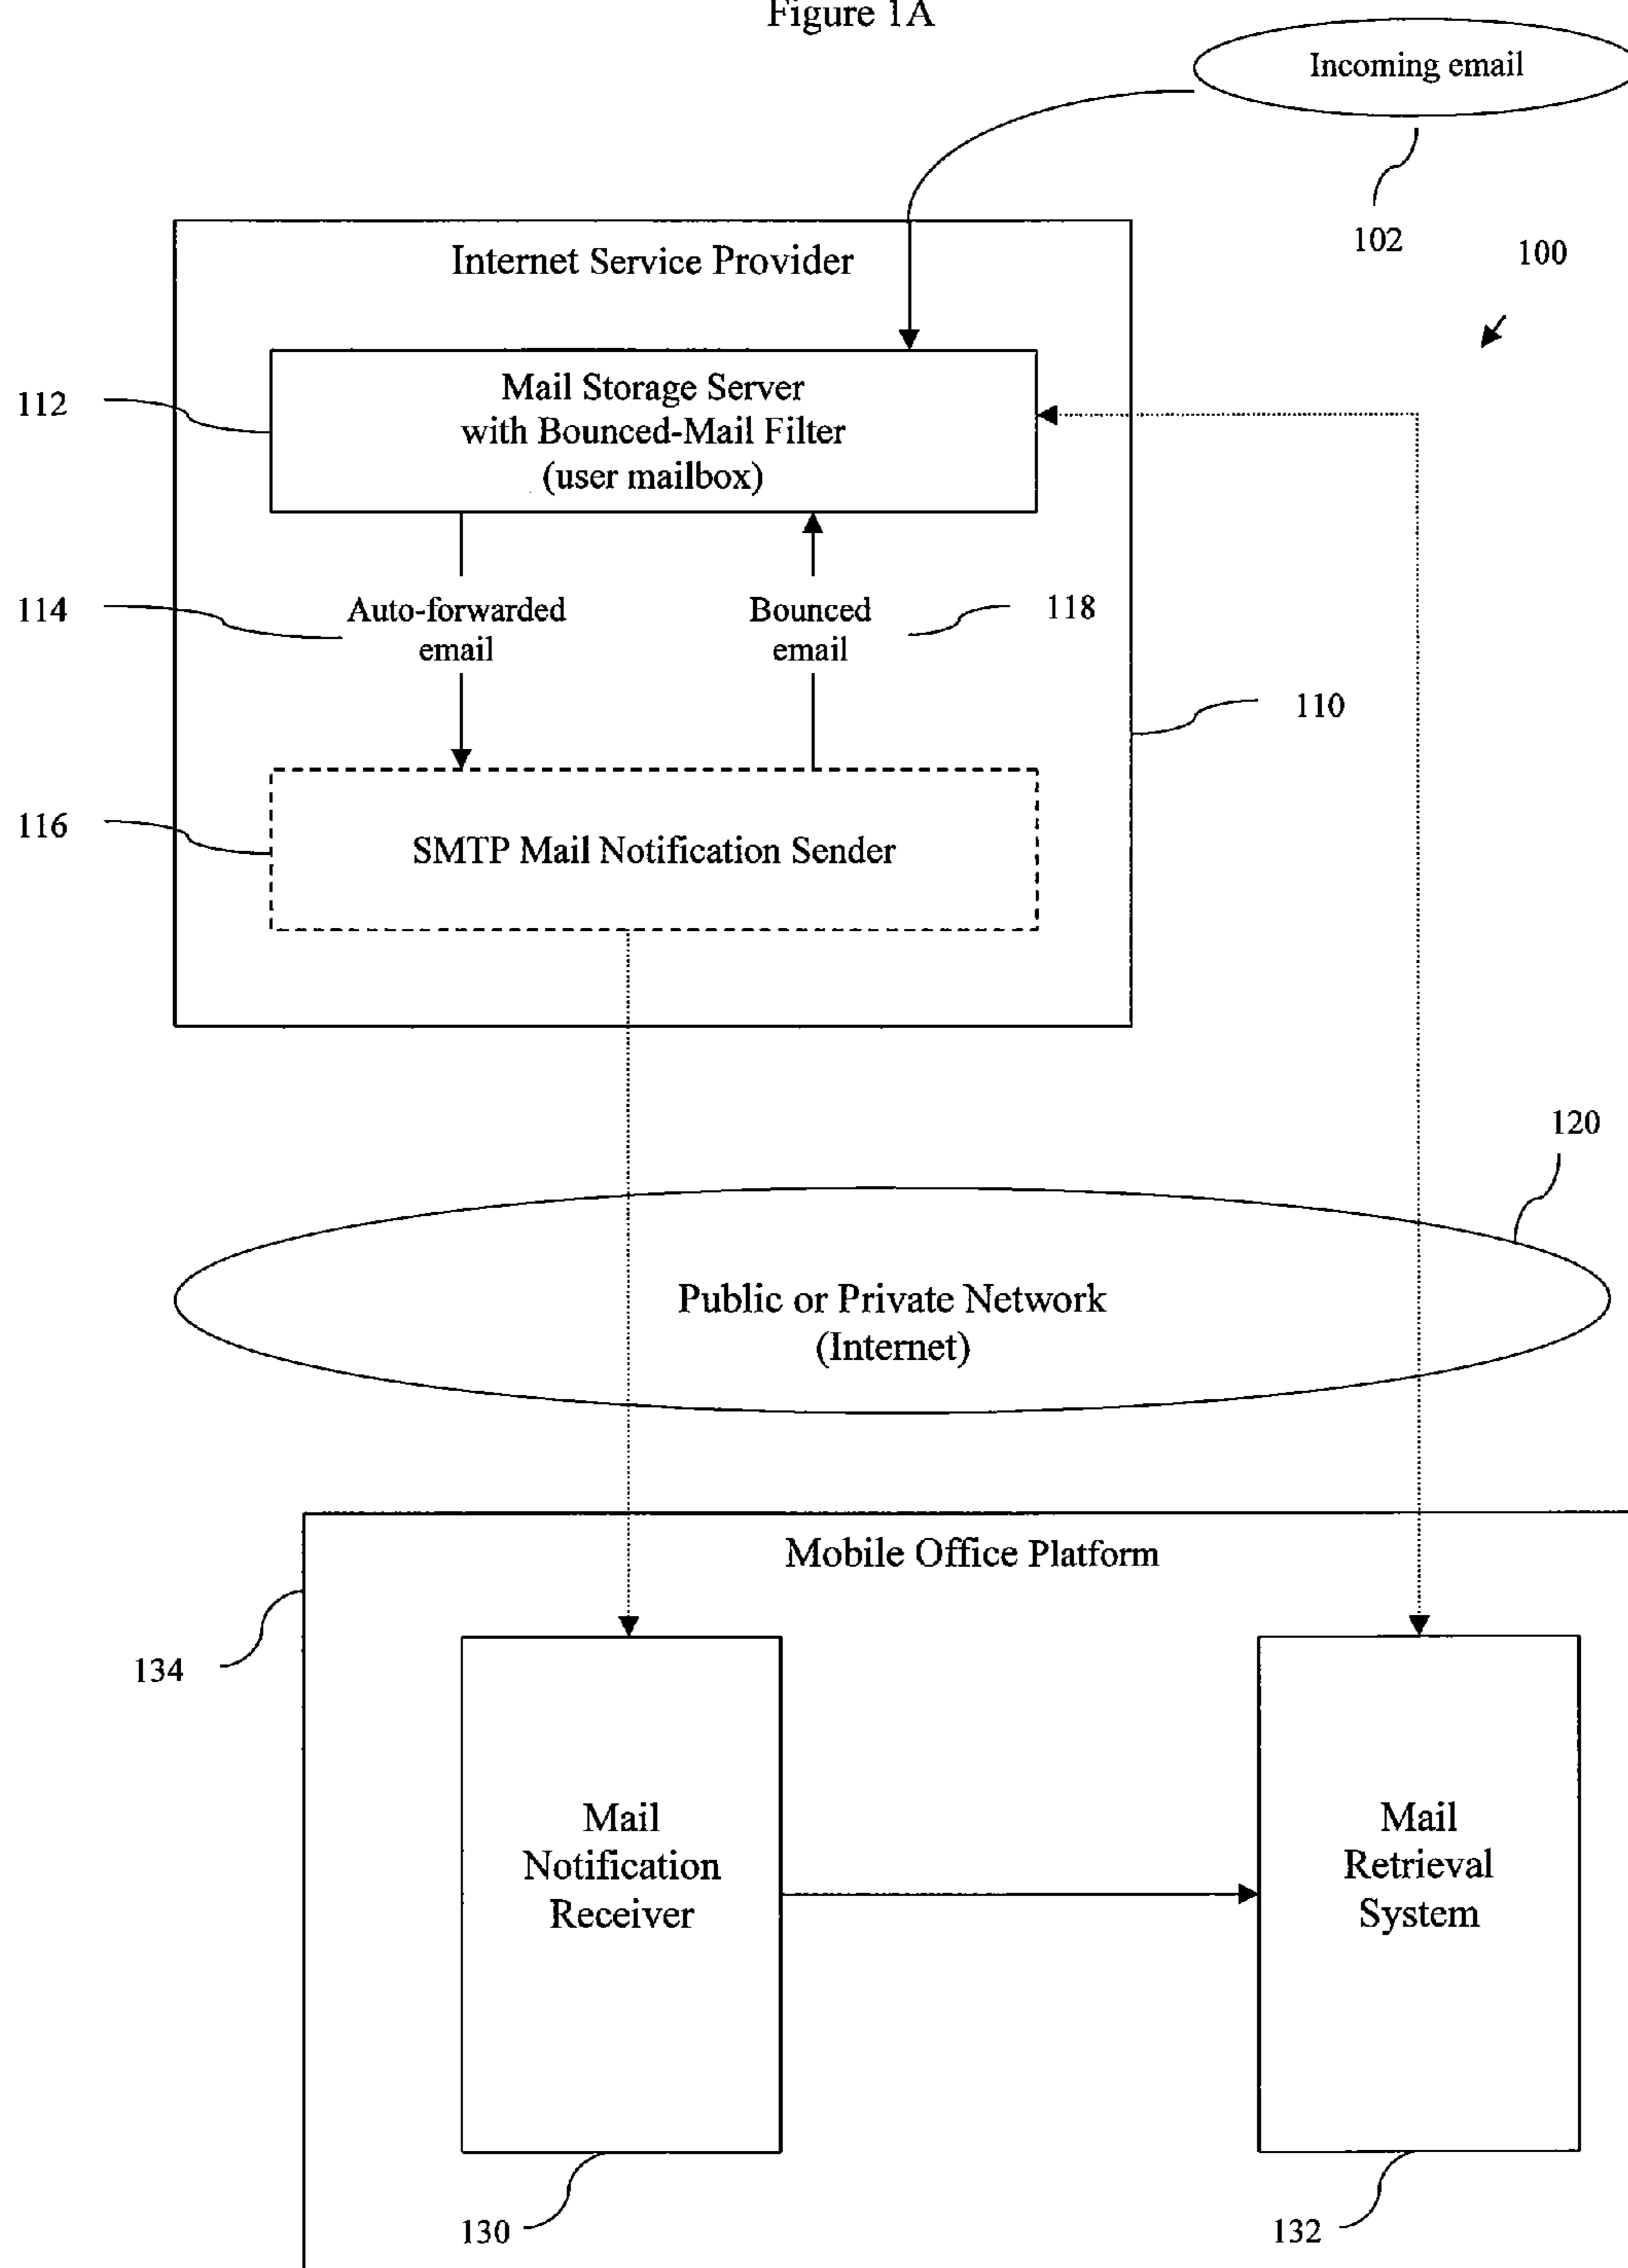 Figure 1A
Incoming email
102
100
Internet Service Provider
112
Mail Storage Server
with Bounced-Mail Filter
(user mailbox)
114
Auto-forwarded
email
Bounced
email
118
110
116
SMTP Mail Notification Sender
120
Public or Private Network
(Internet)
Mobile Office Platform
134
Mail
Notification
Receiver
Mail
Retrieval
System
130
132